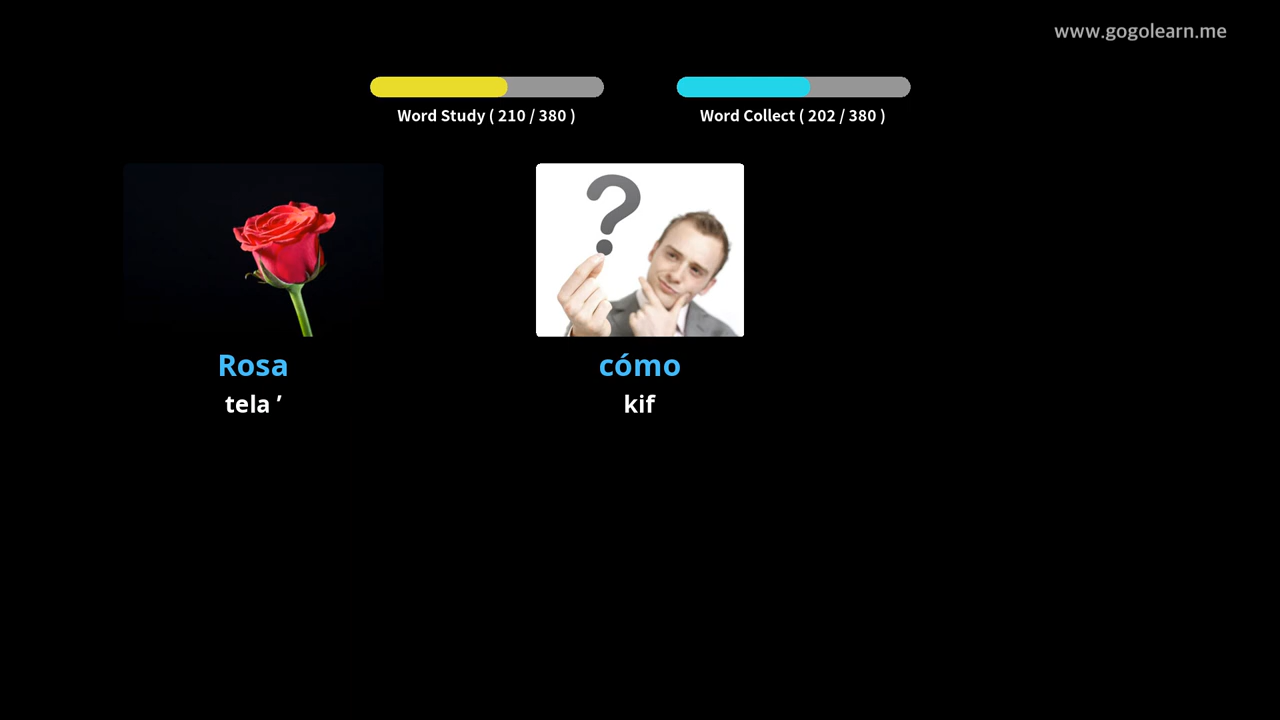 www.gogolearn.me
Word Study ( 210 / 380 )
Word Collect ( 202 / 380 )
Rosa
tela ’
cómo
kif